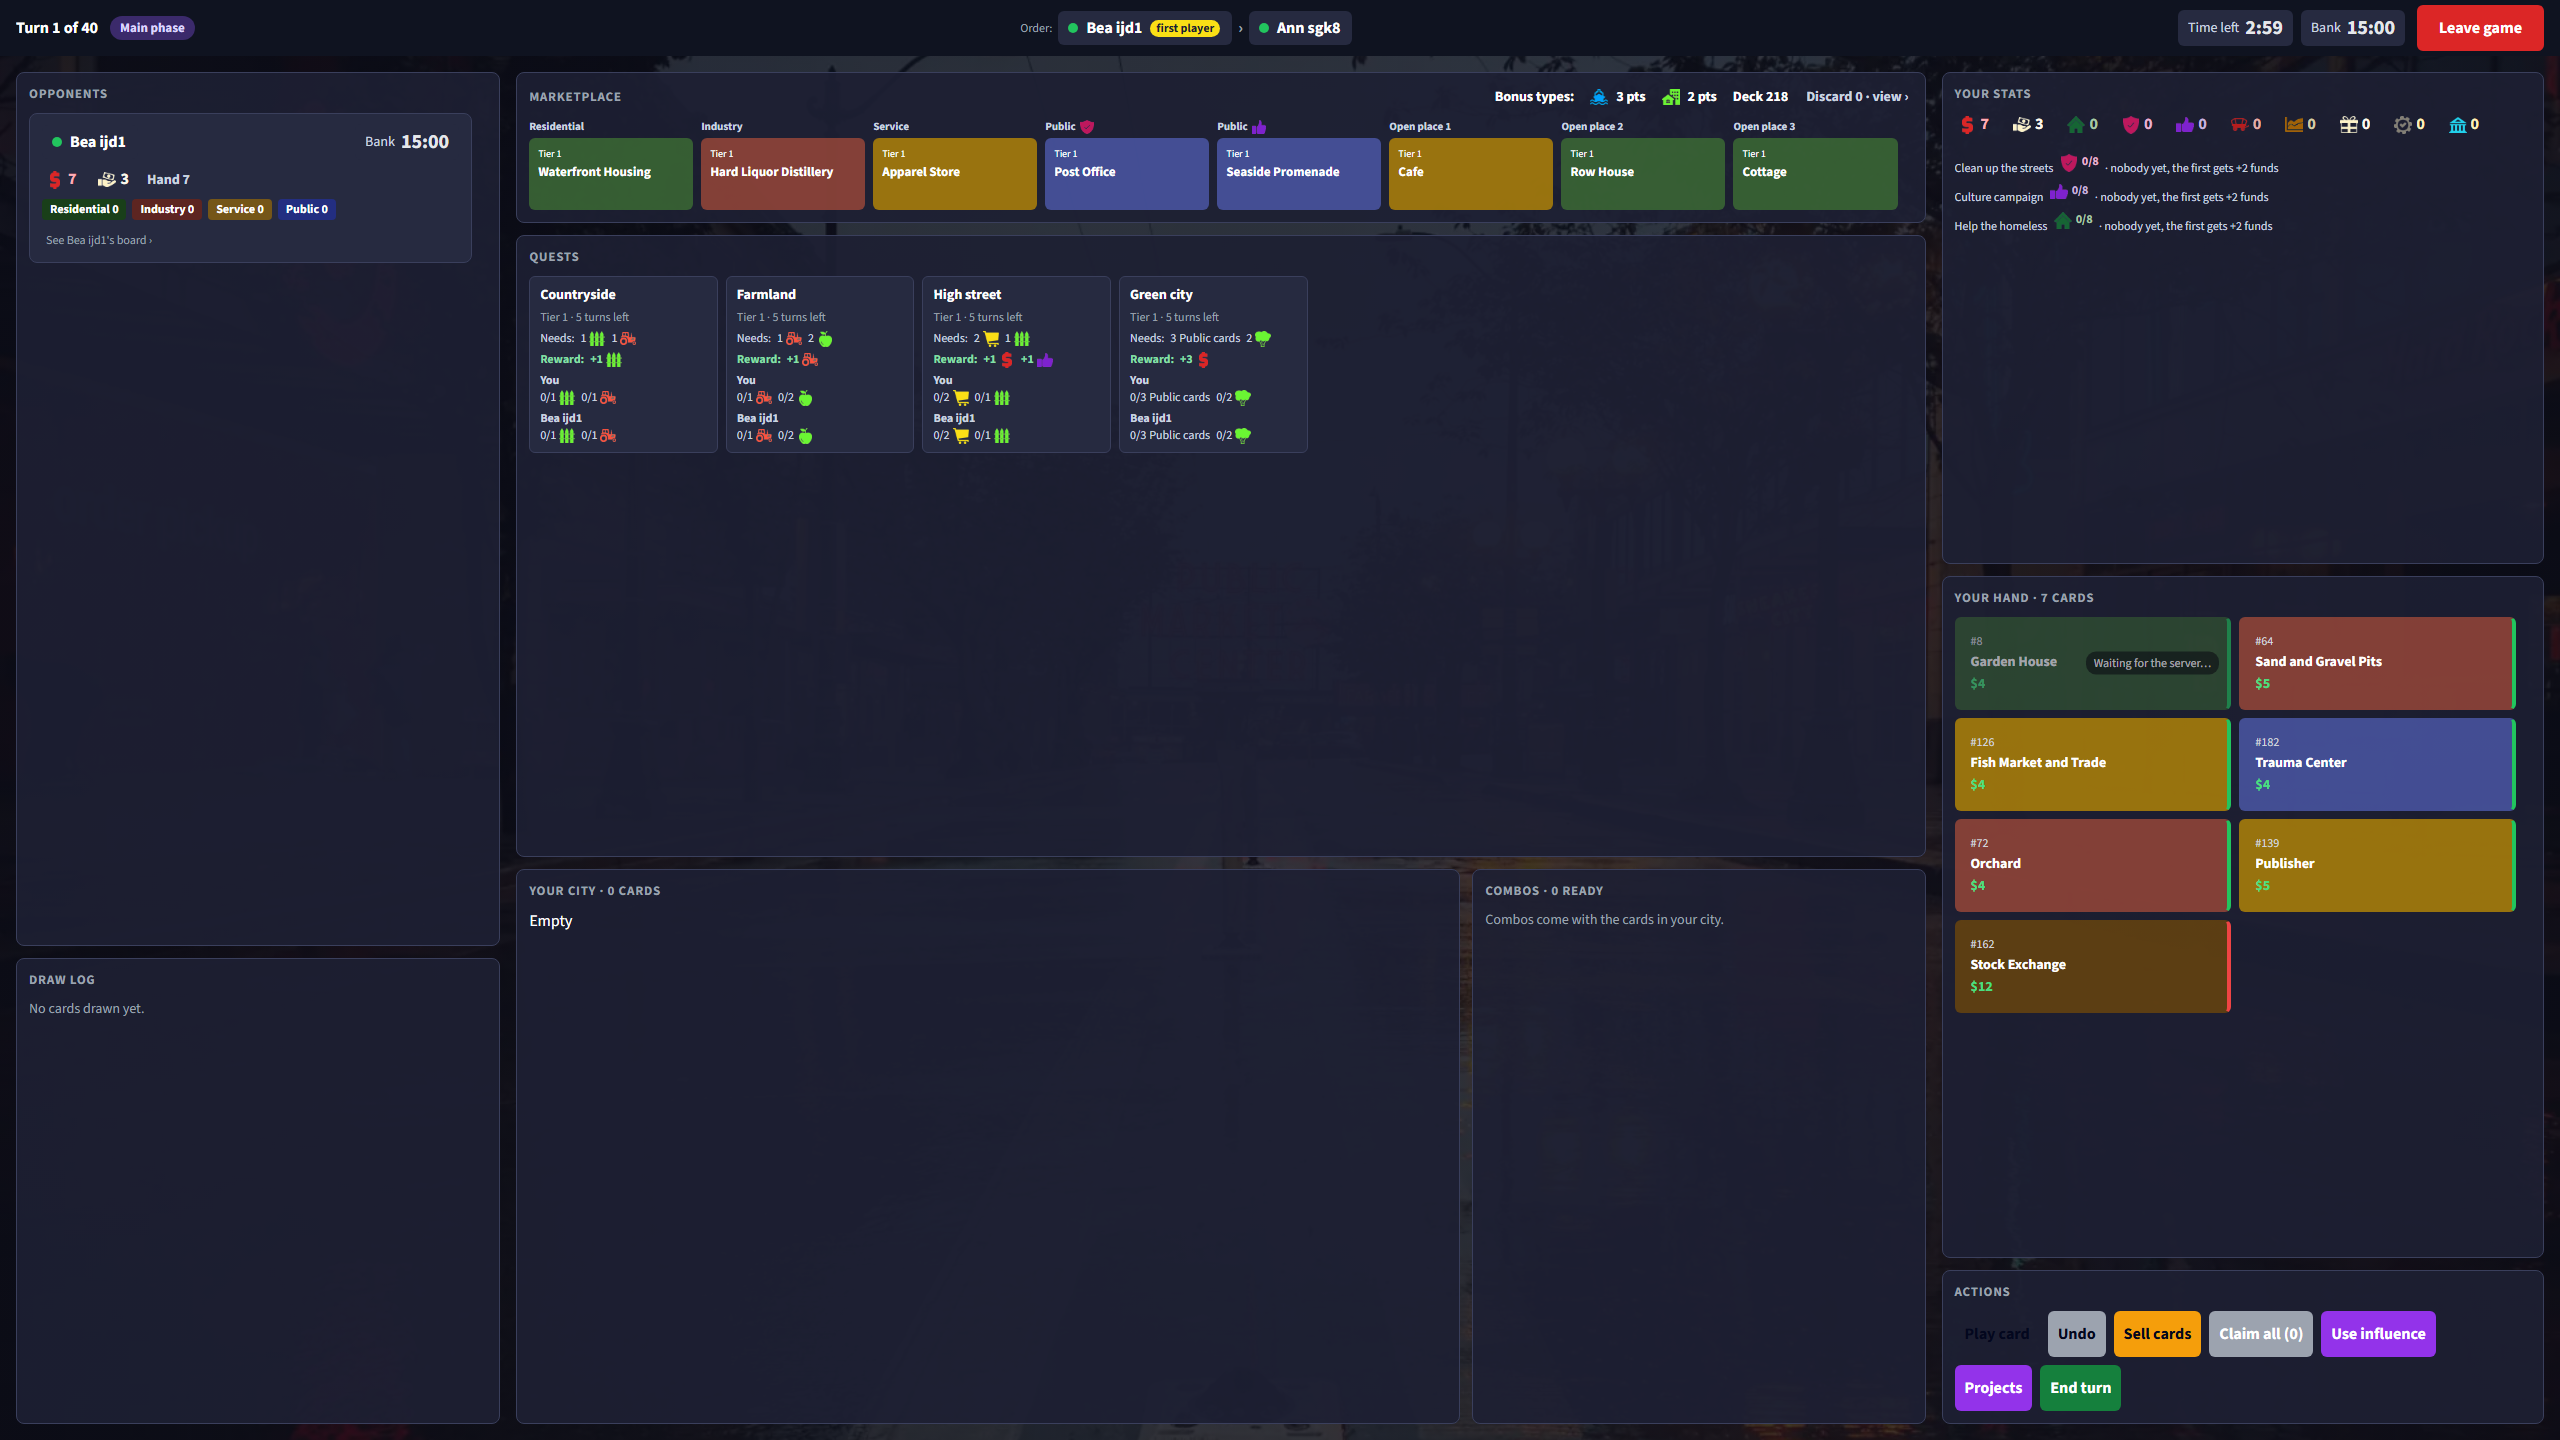 Turn 1 of 40 Main phase
Order: Bea ijd1 first player › Ann sgk8
Time left 2:59 Bank 15:00 Leave game
OPPONENTS
Bea ijd1 Bank 15:00
7 3 Hand 7
Residential 0 Industry 0 Service 0 Public 0
See Bea ijd1's board ›
DRAW LOG
No cards drawn yet.
MARKETPLACE
Bonus types: 3 pts 2 pts Deck 218 Discard 0 · view ›
Residential Industry Service Public Public Open place 1 Open place 2 Open place 3
Tier 1 Tier 1 Tier 1 Tier 1 Tier 1 Tier 1 Tier 1 Tier 1
Waterfront Housing Hard Liquor Distillery Apparel Store Post Office Seaside Promenade Cafe Row House Cottage
QUESTS
Countryside
Tier 1 · 5 turns left
Needs: 1 1
Reward: +1
You
0/1 0/1
Bea ijd1
0/1 0/1
Farmland
Tier 1 · 5 turns left
Needs: 1 2
Reward: +1
You
0/1 0/2
Bea ijd1
0/1 0/2
High street
Tier 1 · 5 turns left
Needs: 2 1
Reward: +1 +1
You
0/2 0/1
Bea ijd1
0/2 0/1
Green city
Tier 1 · 5 turns left
Needs: 3 Public cards 2
Reward: +3
You
0/3 Public cards 0/2
Bea ijd1
0/3 Public cards 0/2
YOUR CITY · 0 CARDS
Empty
COMBOS · 0 READY
Combos come with the cards in your city.
YOUR STATS
7 3 0 0 0 0 0 0 0 0
Clean up the streets 0/8 · nobody yet, the first gets +2 funds
Culture campaign 0/8 · nobody yet, the first gets +2 funds
Help the homeless 0/8 · nobody yet, the first gets +2 funds
YOUR HAND · 7 CARDS
#8
Garden House Waiting for the server...
$4
#64
Sand and Gravel Pits
$5
#126
Fish Market and Trade
$4
#182
Trauma Center
$4
#72
Orchard
$4
#139
Publisher
$5
#162
Stock Exchange
$12
ACTIONS
Play card Undo Sell cards Claim all (0) Use influence
Projects End turn